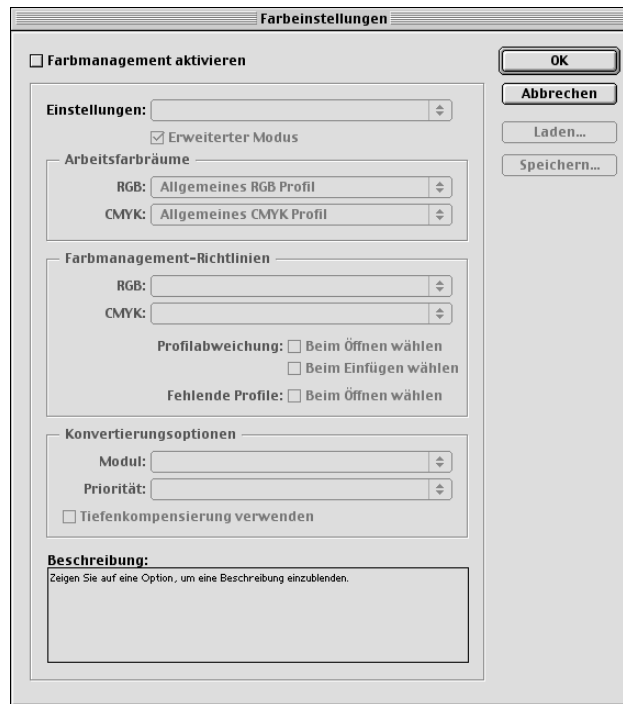 Farbeinstellungen
Farbmanagement aktivieren
OK
Abbrechen
Laden...
Speichern...
Einstellungen:
Erweiterter Modus
Arbeitsfarbräume
RGB: Allgemeines RGB Profil
CMYK: Allgemeines CMYK Profil
Farbmanagement-Richtlinien
RGB:
CMYK:
Profilabweichung: Beim Öffnen wählen
Beim Einfügen wählen
Fehlende Profile: Beim Öffnen wählen
Konvertierungsoptionen
Modul:
Priorität:
Tiefenkompensierung verwenden
Beschreibung:
Zeigen Sie auf eine Option, um eine Beschreibung einzublenden.